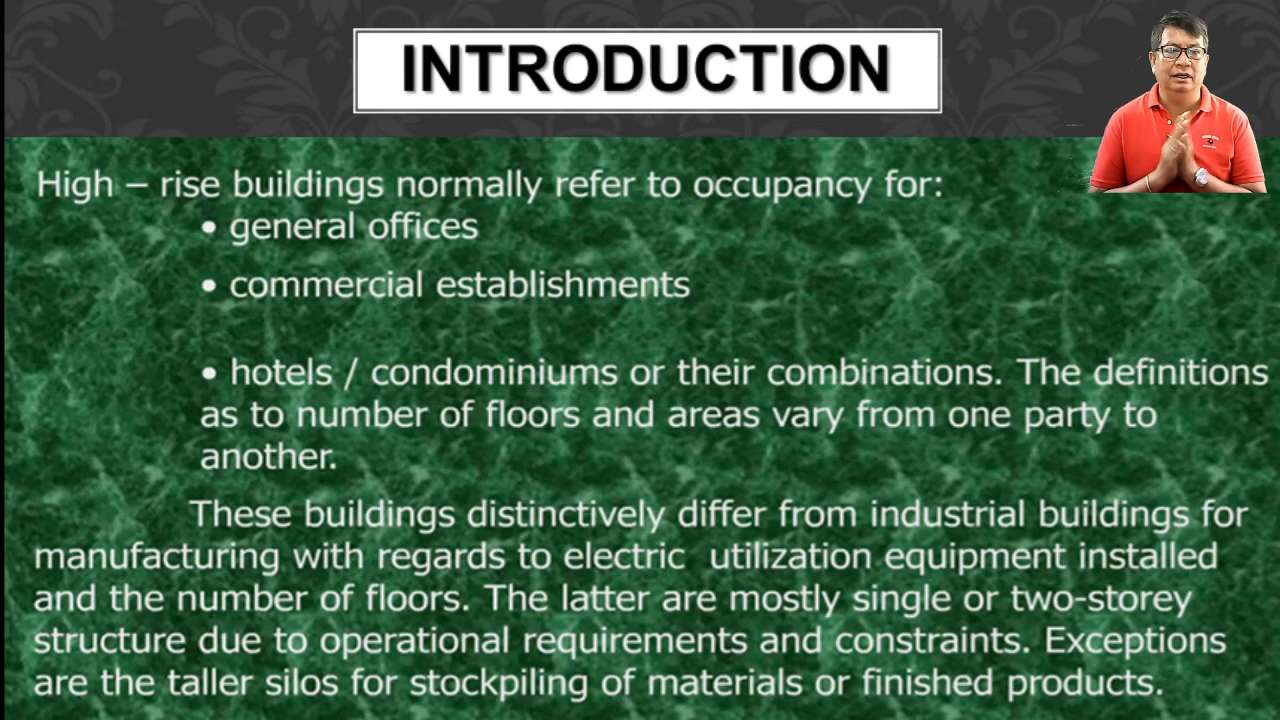 INTRODUCTION
High – rise buildings normally refer to occupancy for:
• general offices
• commercial establishments
• hotels / condominiums or their combinations. The definitions
as to number of floors and areas vary from one party to
another.
These buildings distinctively differ from industrial buildings for
manufacturing with regards to electric utilization equipment installed
and the number of floors. The latter are mostly single or two-storey
structure due to operational requirements and constraints. Exceptions
are the taller silos for stockpiling of materials or finished products.